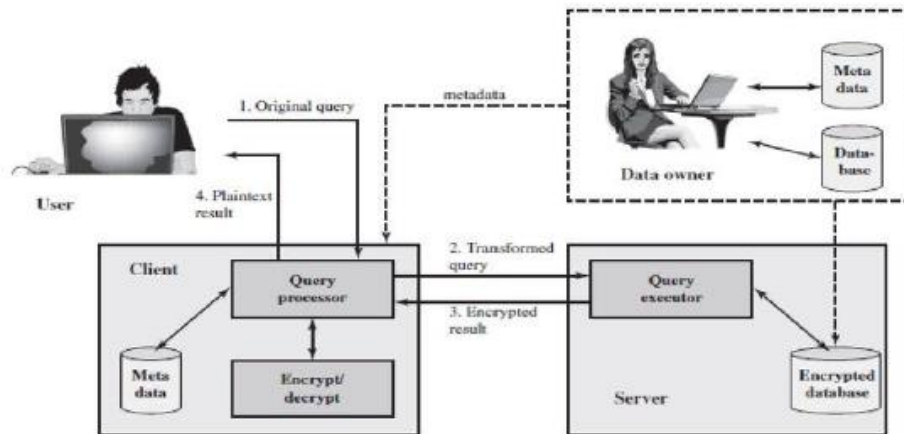 Meta
data
metadata
1. Original query
Data-
base
Data owner
4. Plaintext
result
User
Client
2. Transformed
query
Query
processor
Query
executor
3. Encrypted
result
Meta
data
Encrypt/
decrypt
Encrypted
database
Server